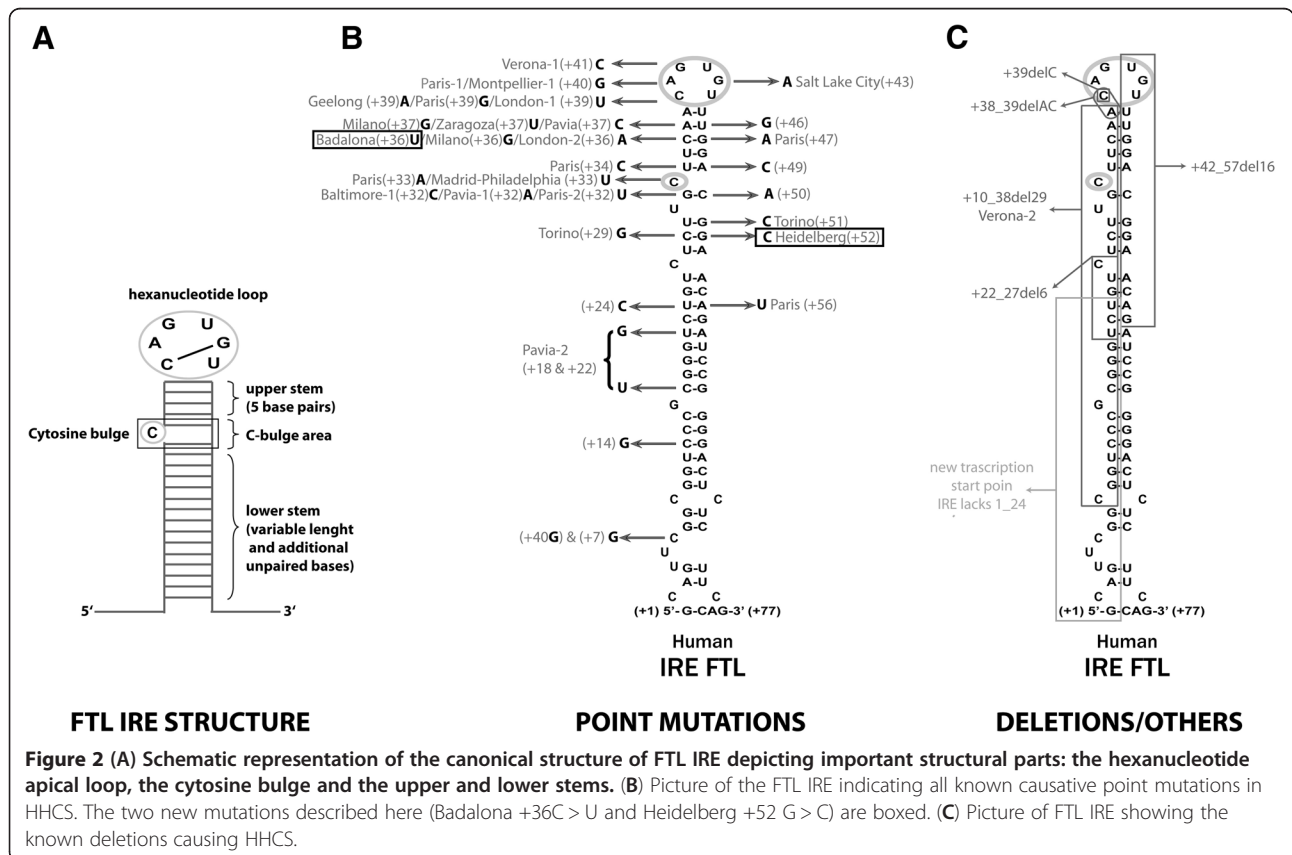 A
hexanucleotide loop
G U
A G
C U
upper stem
(5 base pairs)
Cytosine bulge C C-bulge area
lower stem
(variable lenght
and additional
unpaired bases)
5‘ 3‘
FTL IRE STRUCTURE
B
Verona-1(+41) C
Paris-1/Montpellier-1 (+40) G
Geelong (+39)A/Paris(+39)G/London-1 (+39) U
Milano(+37)G/Zaragoza(+37)U/Pavia(+37) C
Badalona(+36)U/Milano(+36)G/London-2(+36) A
Paris(+34) C
Paris(+33)A/Madrid-Philadelphia (+33) U
Baltimore-1(+32)C/Pavia-1(+32)A/Paris-2(+32) U
Torino(+29) G
(+24) C
G
Pavia-2
(+18 & +22)
U
(+14) G
(+40G) & (+7) G
G U
A G
C U
A-U
A-U
C-G
U-G
U-A
C
G-C
U
U-G
C-G
U-A
C
U-A
G-C
U-A
C-G
U-A
G-U
G-C
G-C
C-G
G
C-G
C-G
C-G
U-A
G-C
G-U
C C
G-U
G-C
C
U
U G-U
A-U
C
(+1) 5'-G-CAG-3' (+77)
A Salt Lake City(+43)
G (+46)
A Paris(+47)
C (+49)
A (+50)
C Torino(+51)
C Heidelberg(+52)
U Paris (+56)
Human
IRE FTL
POINT MUTATIONS
C
+39delC
+38_39delAC
+42_57del16
+10_38del29
Verona-2
+22_27del6
new trascription
start poin
IRE lacks 1_24
G U
A G
C U
A U
A U
C G
U G
U A
C
G C
U
U G
C G
U A
C
U A
G C
U A
C G
U A
G U
G C
G C
C G
G
C G
C G
C G
U A
G C
G U
C C
G U
G C
C
U
U G U
A U
C
(+1) 5'-G-CAG-3' (+77)
Human
IRE FTL
DELETIONS/OTHERS
Figure 2 (A) Schematic representation of the canonical structure of FTL IRE depicting important structural parts: the hexanucleotide
apical loop, the cytosine bulge and the upper and lower stems. (B) Picture of the FTL IRE indicating all known causative point mutations in
HHCS. The two new mutations described here (Badalona +36C > U and Heidelberg +52 G > C) are boxed. (C) Picture of FTL IRE showing the
known deletions causing HHCS.